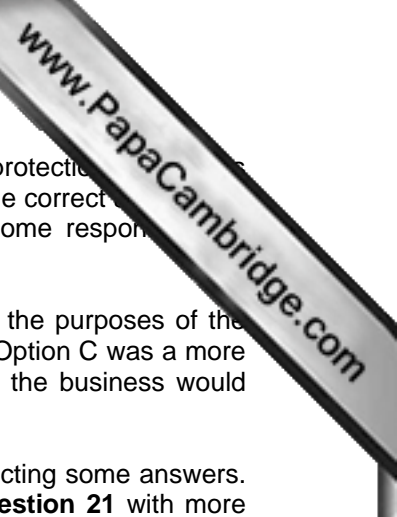 www.PapaCambridge.com
e correct
ome respon
the purposes of the
Option C was a more
the business would
cting some answers.
estion 21 with more